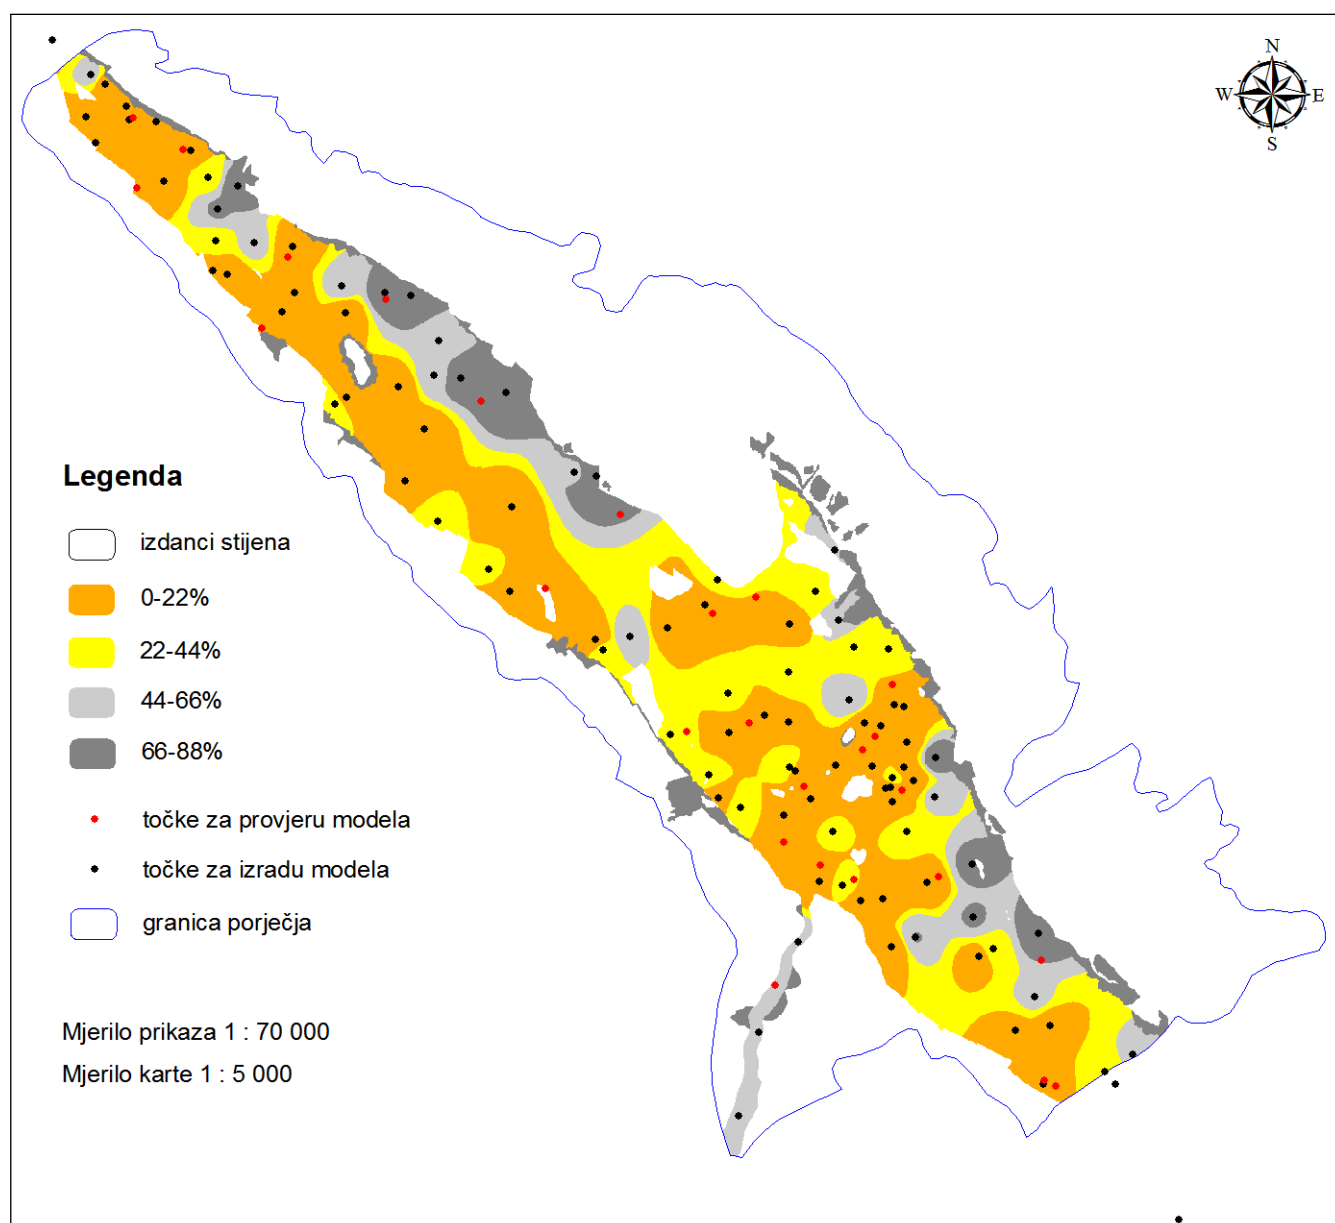 N
W E
S
Legenda
izdanci stijena
0-22%
22-44%
44-66%
66-88%
točke za provjeru modela
točke za izradu modela
granica porječja
Mjerilo prikaza 1 : 70 000
Mjerilo karte 1 : 5 000